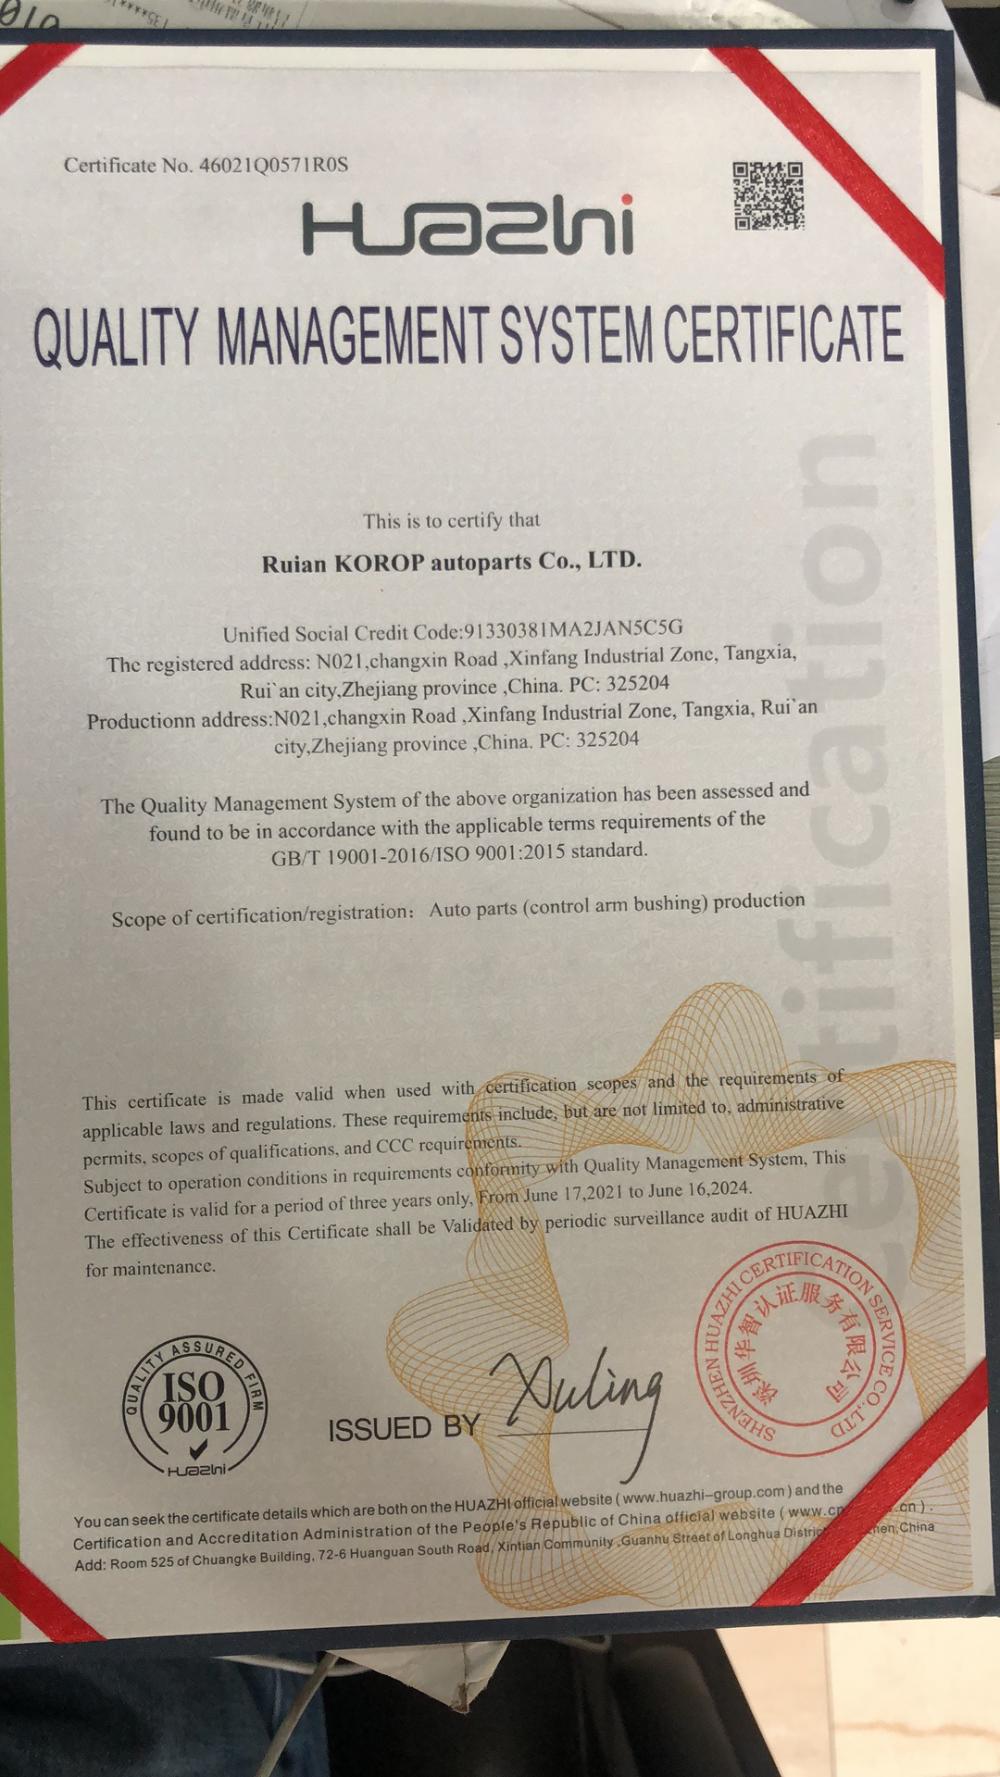 Certificate No. 46021Q0571R0S
Huazhi
QUALITY MANAGEMENT SYSTEM CERTIFICATE
This is to certify that
Ruian KOROP autoparts Co., LTD.
Unified Social Credit Code:91330381MA2JAN5C5G
The registered address: N021,changxin Road ,Xinfang Industrial Zone, Tangxia,
Rui`an city,Zhejiang province ,China. PC: 325204
Productionn address:N021,changxin Road ,Xinfang Industrial Zone, Tangxia, Rui`an
city,Zhejiang province ,China. PC: 325204
The Quality Management System of the above organization has been assessed and
found to be in accordance with the applicable terms requirements of the
GB/T 19001-2016/ISO 9001:2015 standard.
Scope of certification/registration: Auto parts (control arm bushing) production
This certificate is made valid when used with certification scopes and the requirements of
applicable laws and regulations. These requirements include, but are not limited to, administrative
permits, scopes of qualifications, and CCC requirements.
Subject to operation conditions in requirements conformity with Quality Management System, This
Certificate is valid for a period of three years only, From June 17,2021 to June 16,2024.
The effectiveness of this Certificate shall be Validated by periodic surveillance audit of HUAZHI
for maintenance.
QUALITY ASSURED FIRM
ISO
9001
Huazhi
ISSUED BY Xuling
SHENZHEN HUAZHI CERTIFICATION SERVICE CO.,LTD
深圳华智认证服务有限公司
certification
You can seek the certificate details which are both on the HUAZHI official website ( www.huazhi-group.com ) and the
Certification and Accreditation Administration of the People's Republic of China official website ( www.cn .cn ) .
Add: Room 525 of Chuangke Building, 72-6 Huanguan South Road, Xintian Community ,Guanhu Street of Longhua China